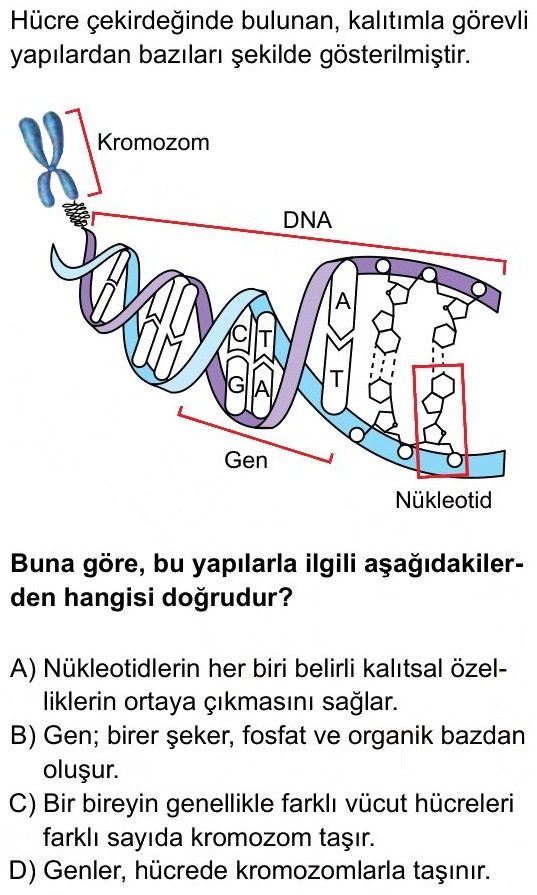 Hücre çekirdeğinde bulunan, kalıtımla görevli
yapılardan bazıları şekilde gösterilmiştir.
Kromozom
DNA
A
T
C T
G A
Gen
Nükleotid
Buna göre, bu yapılarla ilgili aşağıdakiler-
den hangisi doğrudur?
A) Nükleotidlerin her biri belirli kalıtsal özel-
liklerin ortaya çıkmasını sağlar.
B) Gen; birer şeker, fosfat ve organik bazdan
oluşur.
C) Bir bireyin genellikle farklı vücut hücreleri
farklı sayıda kromozom taşır.
D) Genler, hücrede kromozomlarla taşınır.